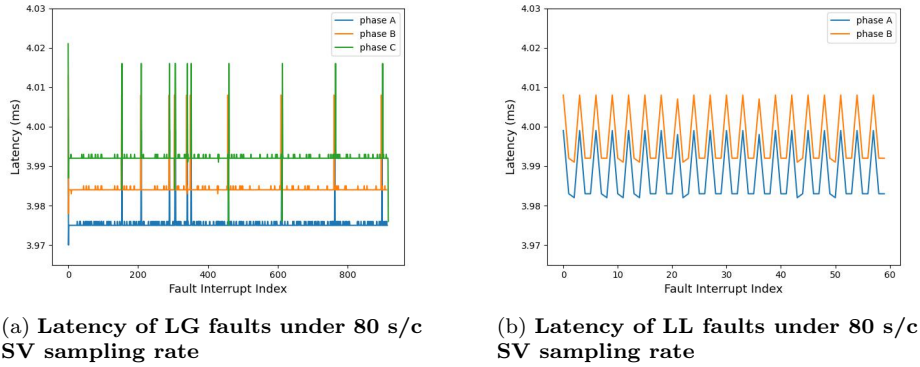 4.03
4.02
4.01
4.00
3.99
3.98
3.97
Latency (ms)
phase A
phase B
phase C
0 200 400 600 800
Fault Interrupt Index
4.03
4.02
4.01
4.00
3.99
3.98
3.97
Latency (ms)
phase A
phase B
0 10 20 30 40 50 60
Fault Interrupt Index
(a) Latency of LG faults under 80 s/c
SV sampling rate
(b) Latency of LL faults under 80 s/c
SV sampling rate